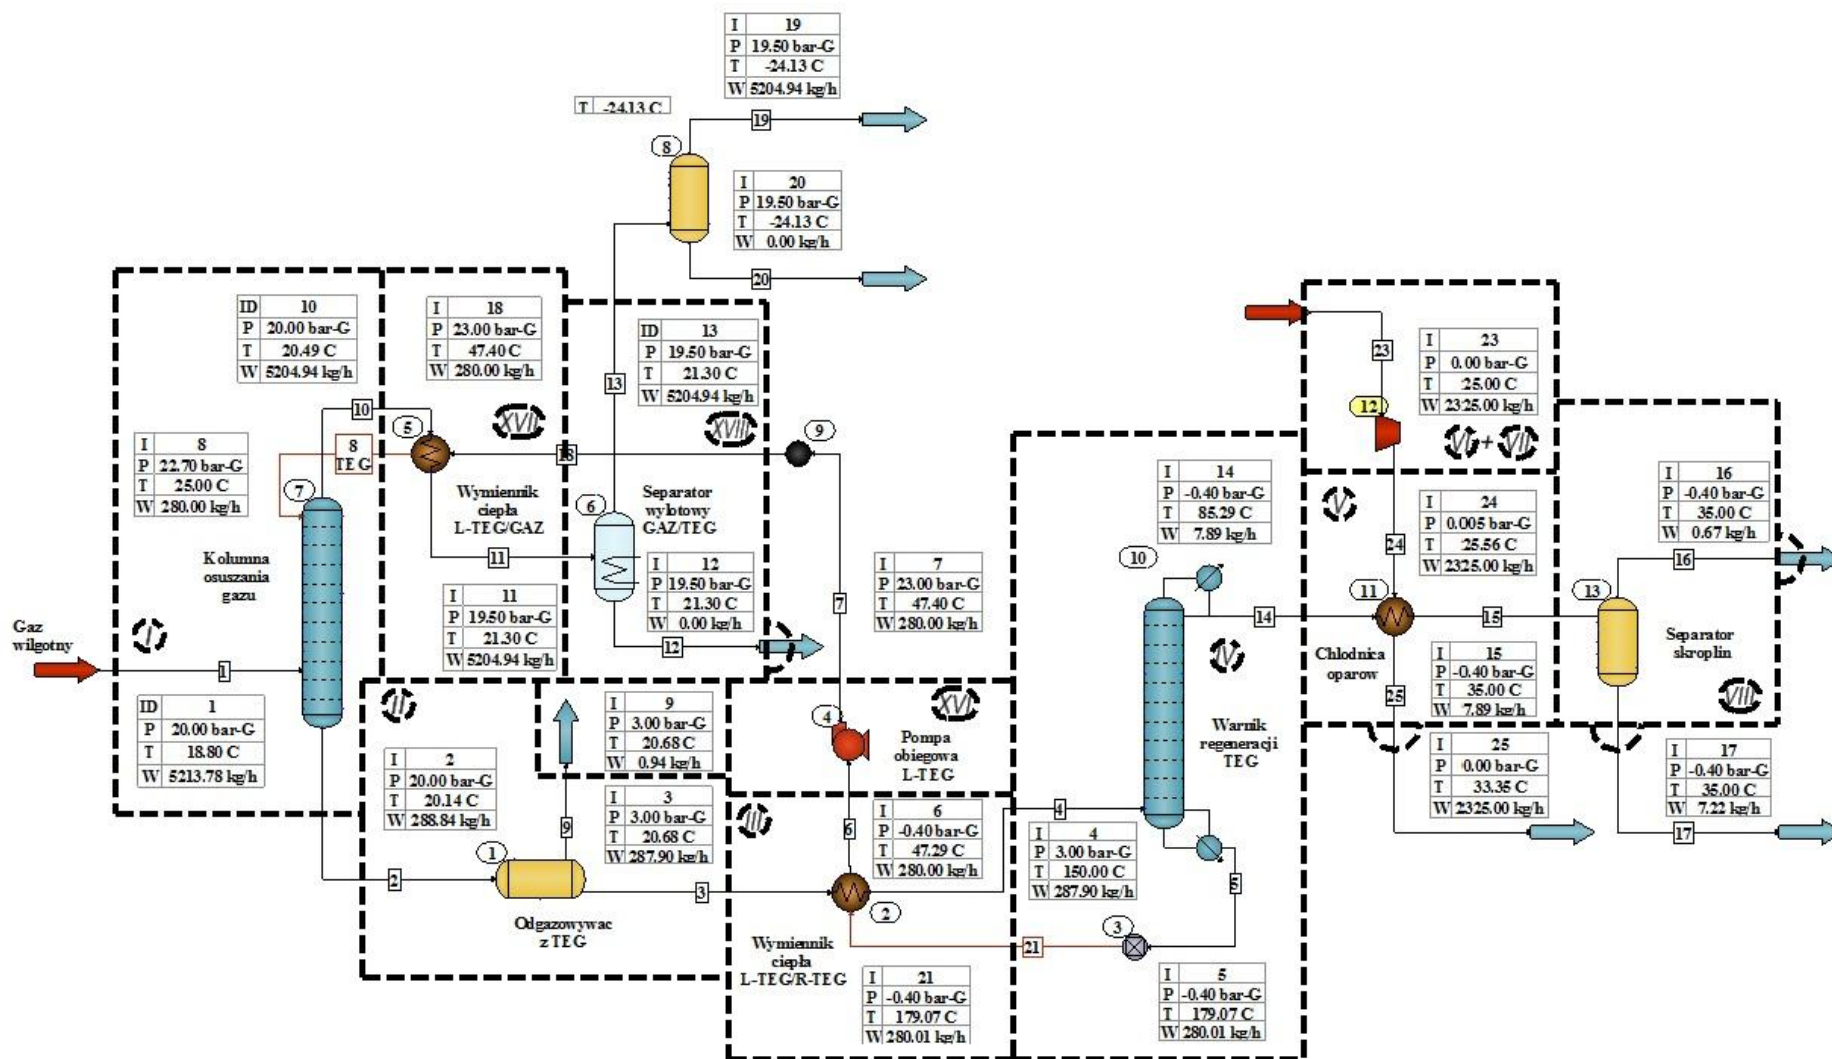 I 19
P 19.50 bar-G
T -24.13 C
W 5204.94 kg/h
T -24.13 C
19
8
I 20
P 19.50 bar-G
T -24.13 C
W 0.00 kg/h
20
ID 10
P 20.00 bar-G
T 20.49 C
W 5204.94 kg/h
I 18
P 23.00 bar-G
T 47.40 C
W 280.00 kg/h
ID 13
P 19.50 bar-G
T 21.30 C
W 5204.94 kg/h
13
10
5
XVII
XVIII
9
18
I 8
P 22.70 bar-G
T 25.00 C
W 280.00 kg/h
8
TEG
7
Wymiennik
ciepła
L-TEG/GAZ
Separator
wylotowy
GAZ/TEG
6
Kolumna
osuszania
gazu
11
I 11
P 19.50 bar-G
T 21.30 C
W 5204.94 kg/h
I 12
P 19.50 bar-G
T 21.30 C
W 0.00 kg/h
12
7
I 7
P 23.00 bar-G
T 47.40 C
W 280.00 kg/h
Gaz
wilgotny
I
1
ID 1
P 20.00 bar-G
T 18.80 C
W 5213.78 kg/h
II
I 2
P 20.00 bar-G
T 20.14 C
W 288.84 kg/h
2
I 9
P 3.00 bar-G
T 20.68 C
W 0.94 kg/h
9
I 3
P 3.00 bar-G
T 20.68 C
W 287.90 kg/h
1
3
Odgazowywac
z TEG
XVI
4
Pompa
obiegowa
L-TEG
III
6
I 6
P -0.40 bar-G
T 47.29 C
W 280.00 kg/h
2
Wymiennik
ciepła
L-TEG/R-TEG
I 21
P -0.40 bar-G
T 179.07 C
W 280.01 kg/h
21
4
I 4
P 3.00 bar-G
T 150.00 C
W 287.90 kg/h
3
5
I 5
P -0.40 bar-G
T 179.07 C
W 280.01 kg/h
I 14
P -0.40 bar-G
T 85.29 C
W 7.89 kg/h
10
14
IV
Warnik
regeneracji
TEG
23
I 23
P 0.00 bar-G
T 25.00 C
W 2325.00 kg/h
12
VI + VII
V
I 24
P 0.005 bar-G
T 25.56 C
W 2325.00 kg/h
24
11
15
Chłodnica
oparow
I 15
P -0.40 bar-G
T 35.00 C
W 7.89 kg/h
25
I 25
P 0.00 bar-G
T 33.35 C
W 2325.00 kg/h
I 16
P -0.40 bar-G
T 35.00 C
W 0.67 kg/h
16
13
Separator
skroplin
VIII
I 17
P -0.40 bar-G
T 35.00 C
W 7.22 kg/h
17